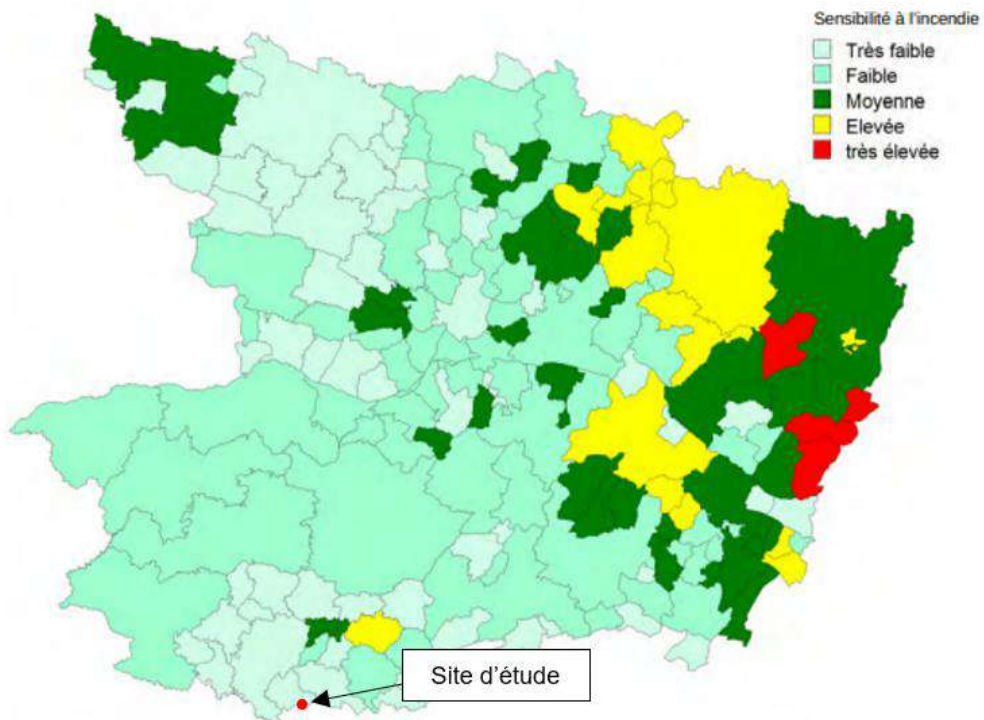 Sensibilité à l'incendie
Très faible
Faible
Moyenne
Elevée
très élevée
Site d'étude